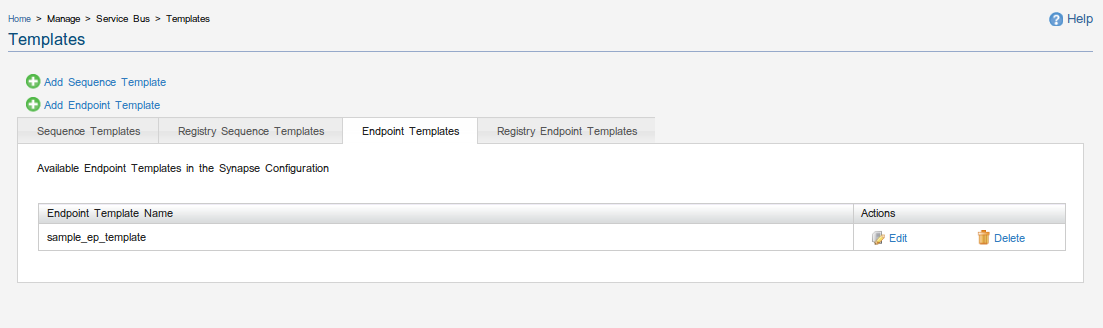 Home > Manage > Service Bus > Templates
Help
Templates
Add Sequence Template
Add Endpoint Template
Sequence Templates
Registry Sequence Templates
Endpoint Templates
Registry Endpoint Templates
Available Endpoint Templates in the Synapse Configuration
Endpoint Template Name
Actions
sample_ep_template
Edit
Delete